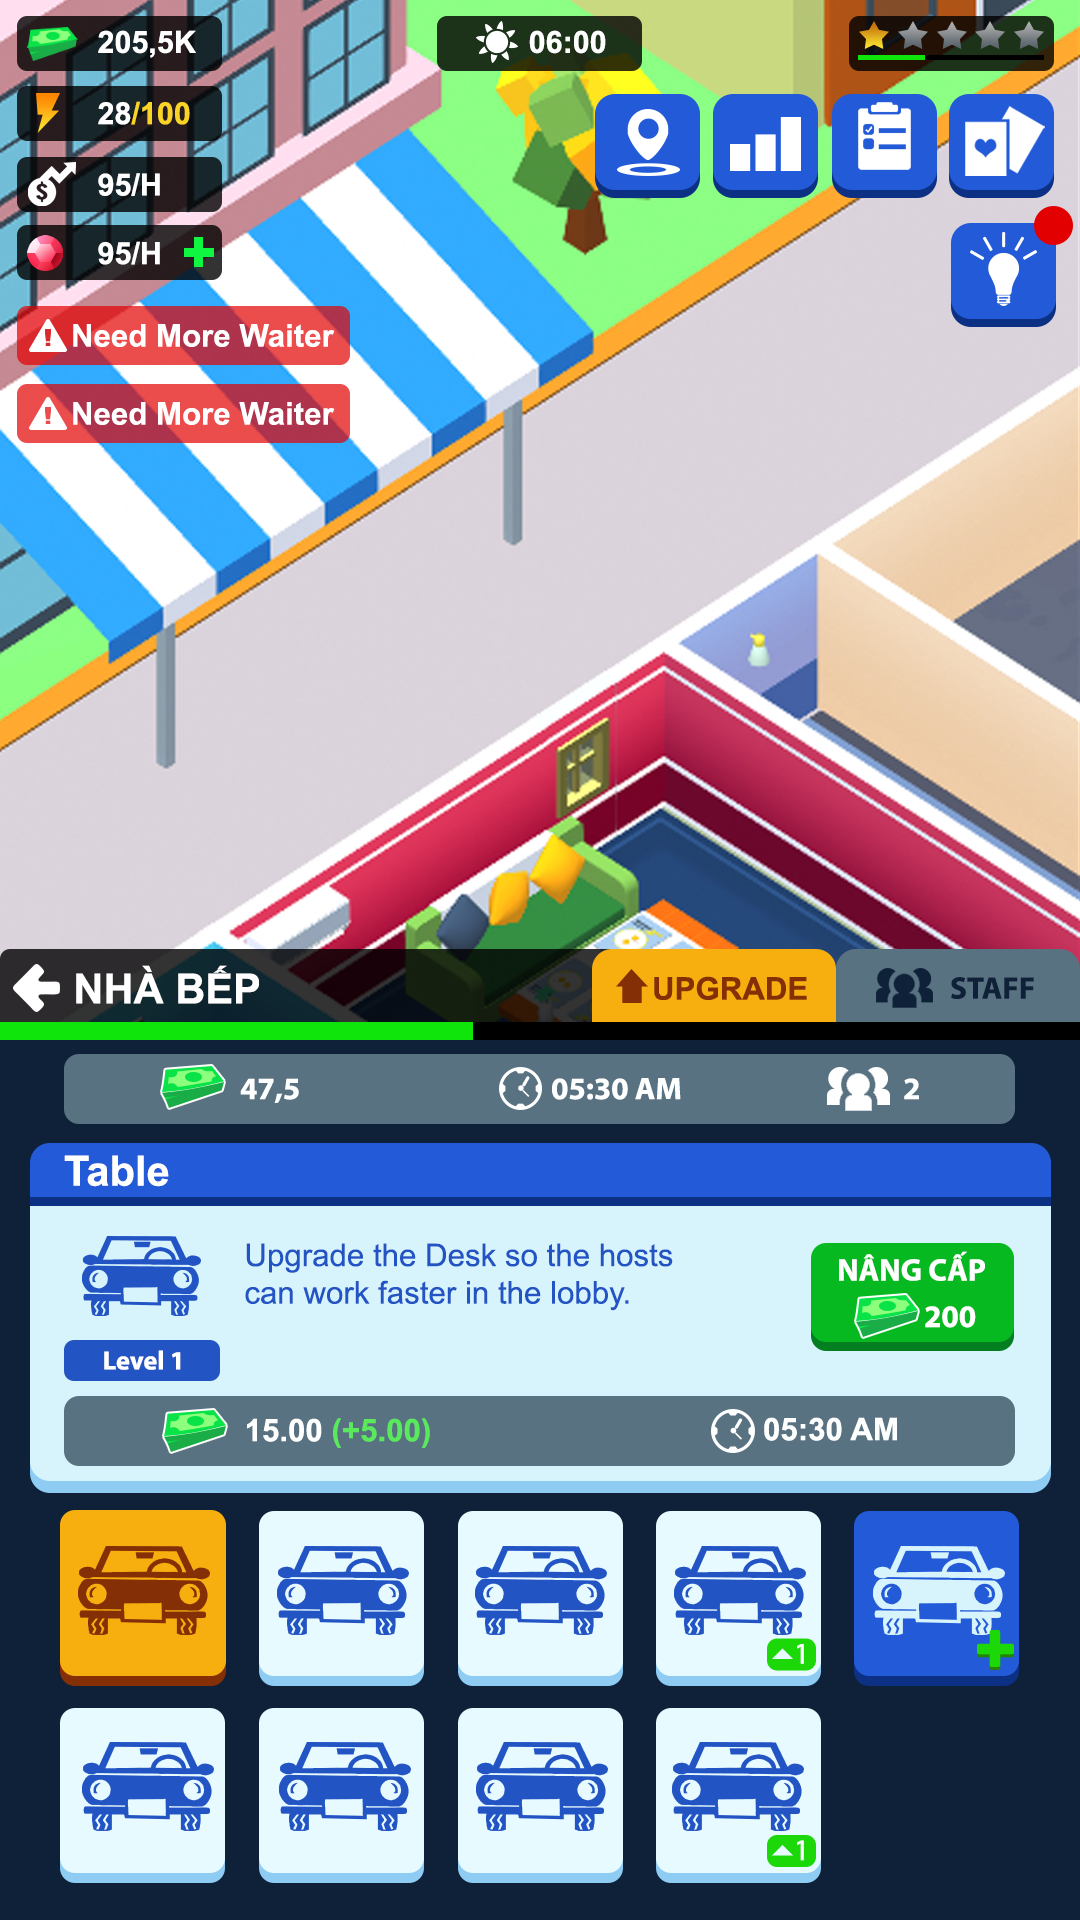 205,5K
06:00
28/100
95/H
95/H
Need More Waiter
Need More Waiter
NHÀ BẾP
UPGRADE
STAFF
47,5
05:30 AM
2
Table
Upgrade the Desk so the hosts
can work faster in the lobby.
NÂNG CẤP
200
Level 1
15.00 (+5.00)
05:30 AM
1
1